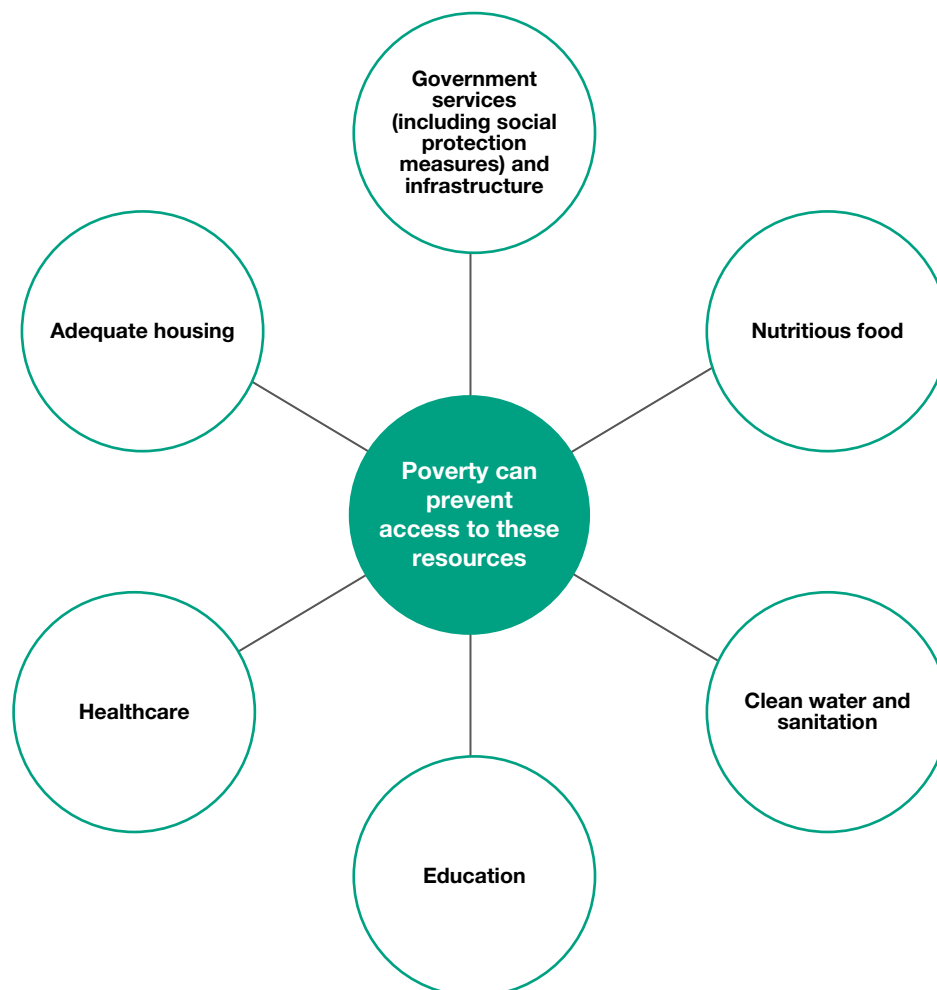 Government
services
(including social
protection
measures) and
infrastructure
Adequate housing
Nutritious food
Poverty can
prevent
access to these
resources
Healthcare
Clean water and
sanitation
Education